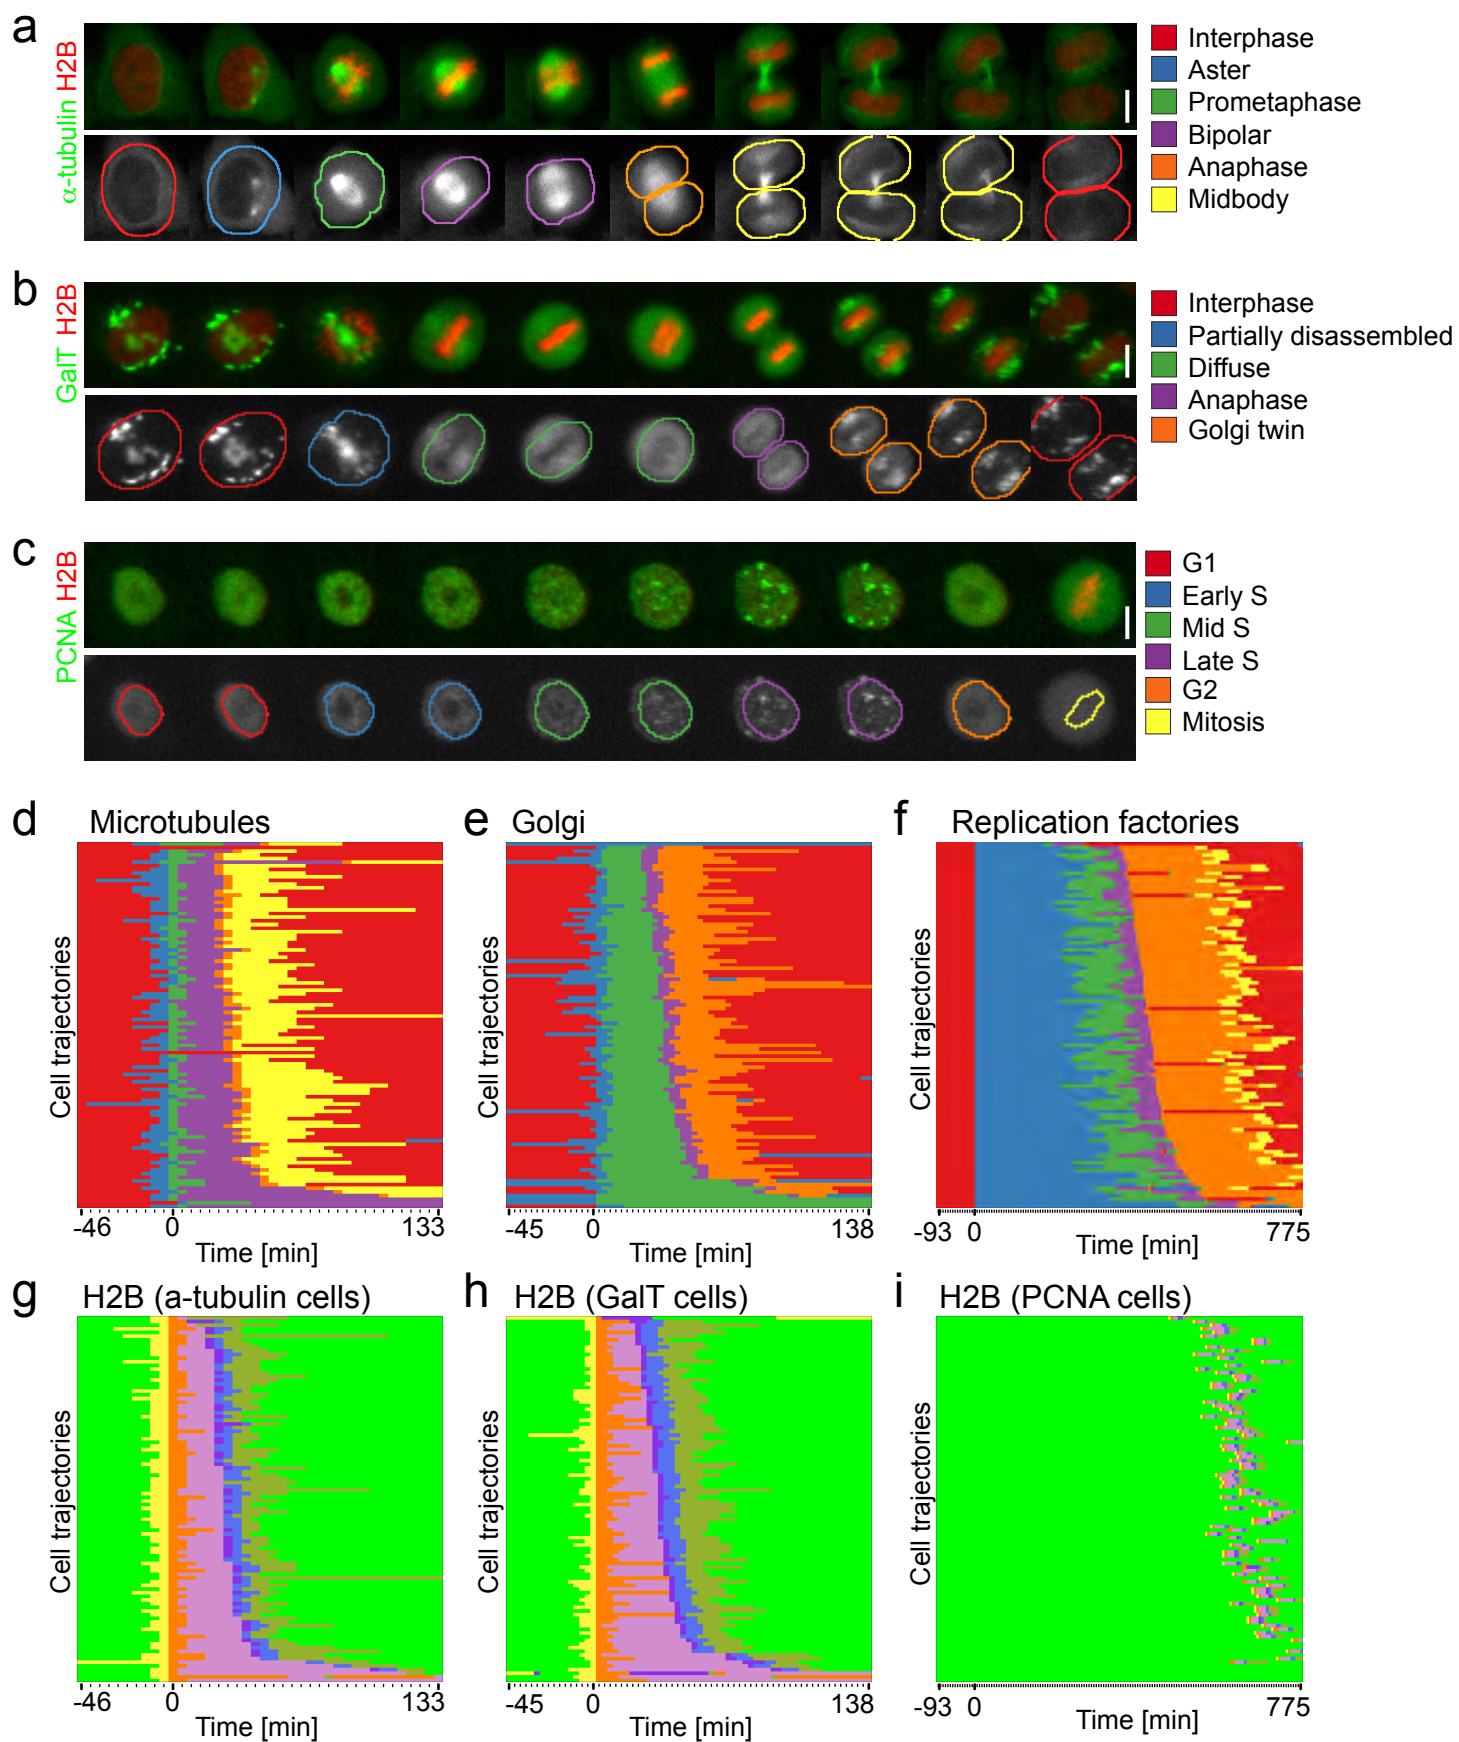 a
α-tubulin H2B
Interphase
Aster
Prometaphase
Bipolar
Anaphase
Midbody
b
GalT H2B
Interphase
Partially disassembled
Diffuse
Anaphase
Golgi twin
c
PCNA H2B
G1
Early S
Mid S
Late S
G2
Mitosis
d Microtubules
Cell trajectories
-46 0 133
Time [min]
e Golgi
Cell trajectories
-45 0 138
Time [min]
f Replication factories
Cell trajectories
-93 0 775
Time [min]
g H2B (a-tubulin cells)
Cell trajectories
-46 0 133
Time [min]
h H2B (GalT cells)
Cell trajectories
-45 0 138
Time [min]
i H2B (PCNA cells)
Cell trajectories
-93 0 775
Time [min]